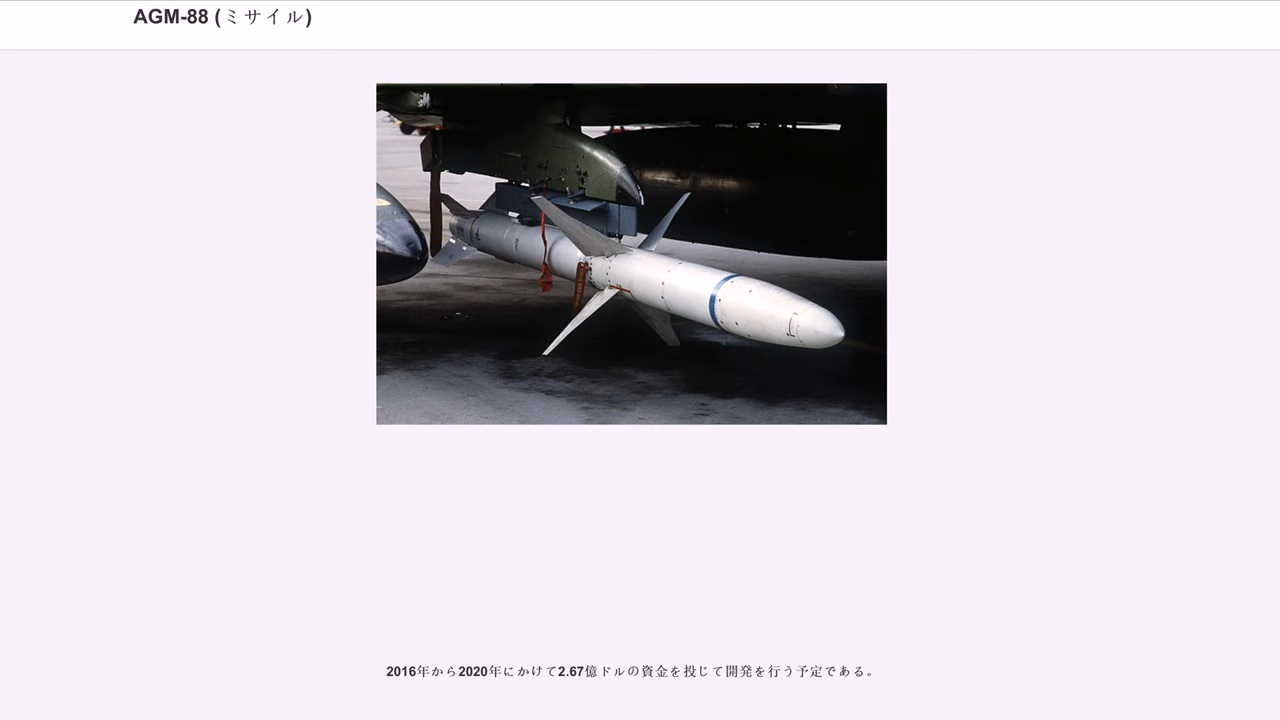 AGM-88 (ミサイル)
2016年から2020年にかけて2.67億ドルの資金を投じて開発を行う予定である。